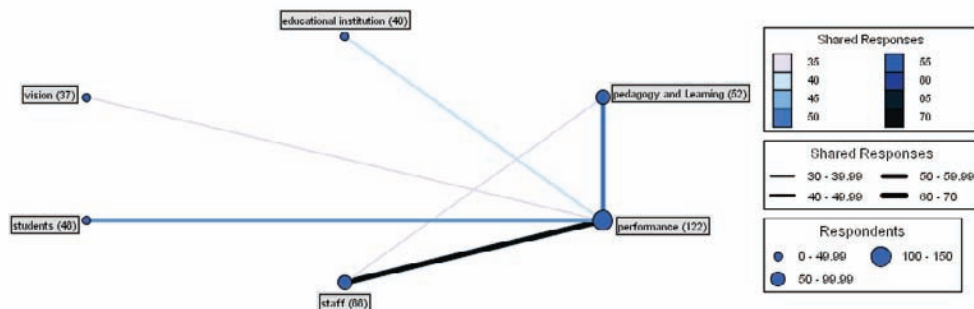 educational institution (40)
vision (37)
pedagogy and Learning (52)
students (48)
performance (122)
staff (88)
Shared Responses
35 55
40 60
45 65
50 70
Shared Responses
30 - 39.99 50 - 59.99
40 - 49.99 60 - 70
Respondents
0 - 49.99 100 - 150
50 - 99.99